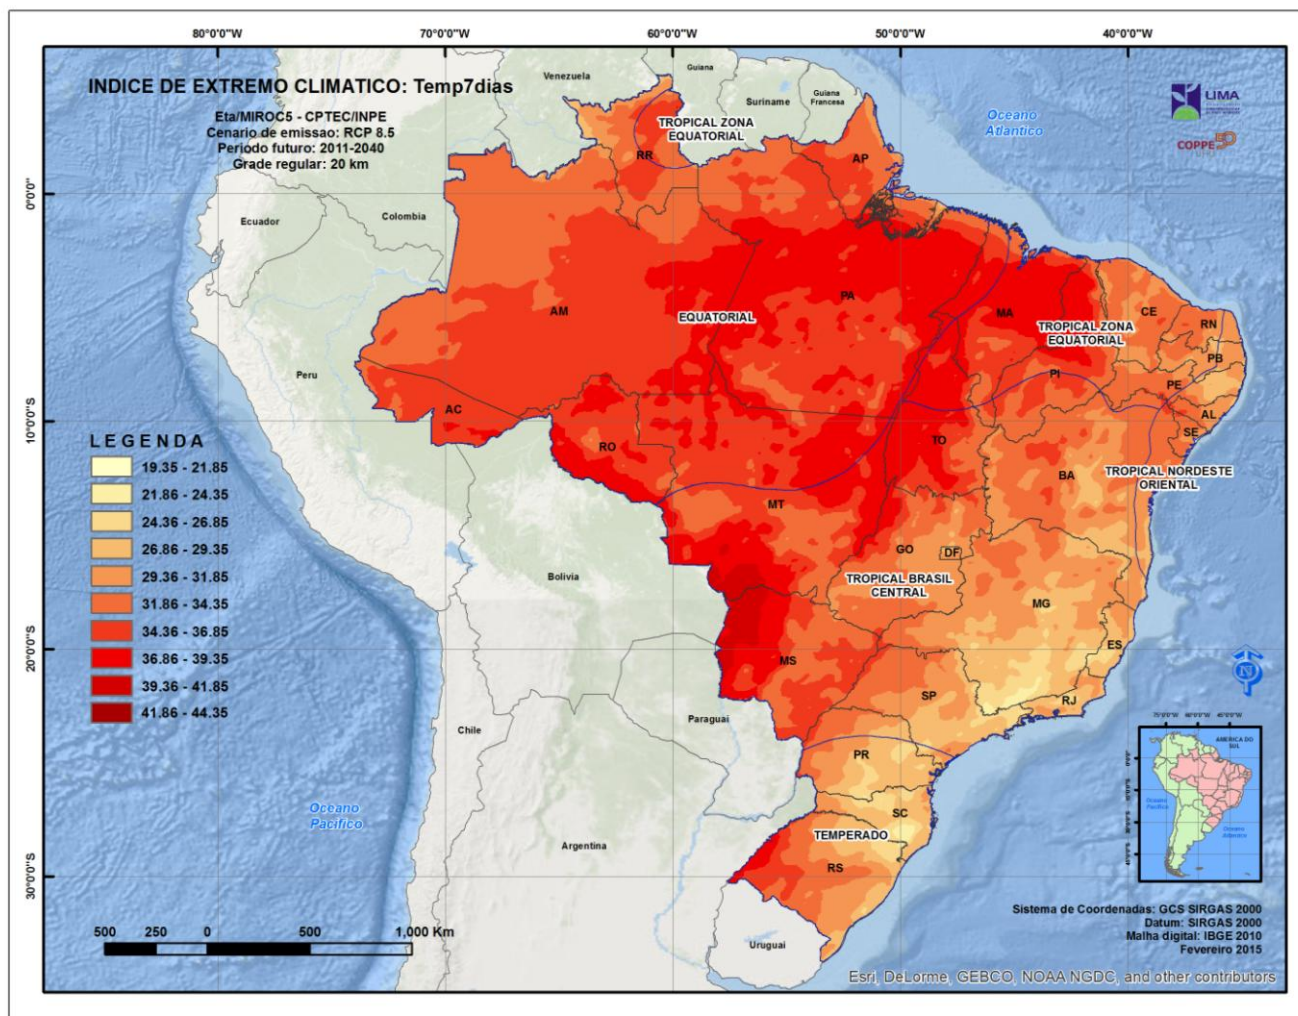 80°0'0"W
70°0'0"W
60°0'0"W
50°0'0"W
40°0'0"W
INDICE DE EXTREMO CLIMATICO: Temp7dias
Eta/MIROC5 - CPTEC/INPE
Cenario de emissao: RCP 8.5
Periodo futuro: 2011-2040
Grade regular: 20 km
Venezuela
Guiana
Suriname
Guiana
Francesa
Oceano
Atlantico
LIMA
COPPE
TROPICAL ZONA
EQUATORIAL
RR
AP
0°0'0"
Ecuador
Colombia
AM
EQUATORIAL
PA
MA
TROPICAL ZONA
EQUATORIAL
CE
RN
PB
Peru
PI
PE
AL
SE
10°0'0"S
AC
RO
TO
BA
TROPICAL NORDESTE
ORIENTAL
MT
LEGENDA
19.35 - 21.85
21.86 - 24.35
24.36 - 26.85
26.86 - 29.35
29.36 - 31.85
31.86 - 34.35
34.36 - 36.85
36.86 - 39.35
39.36 - 41.85
41.86 - 44.35
Bolivia
GO
DF
TROPICAL BRASIL
CENTRAL
MG
ES
20°0'0"S
MS
SP
RJ
N
Paraguai
Chile
PR
SC
TEMPERADO
RS
Oceano
Pacifico
Argentina
30°0'0"S
Uruguai
500 250 0 500 1,000 Km
AMERICA DO
SUL
Oceano
Pacifico
Oceano
Atlantico
Sistema de Coordenadas: GCS SIRGAS 2000
Datum: SIRGAS 2000
Malha digital: IBGE 2010
Fevereiro 2015
Esri, DeLorme, GEBCO, NOAA NGDC, and other contributors